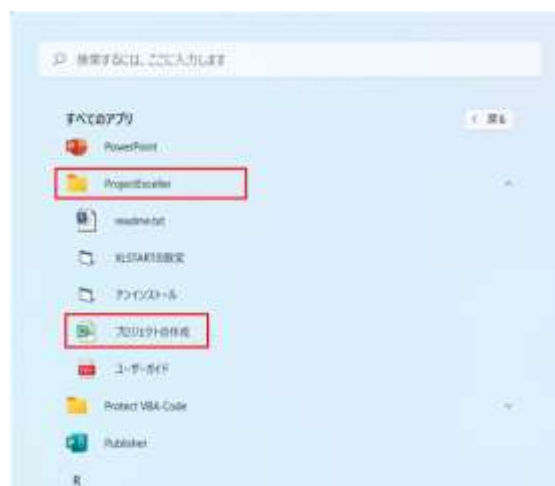 検索するには、ここに入力します
すべてのアプリ
< 戻る
PowerPoint
ProjectExceller
readme.txt
XLSTARTの設定
アンインストール
プロジェクトの作成
ユーザーガイド
Protect VBA-Code
Publisher
R